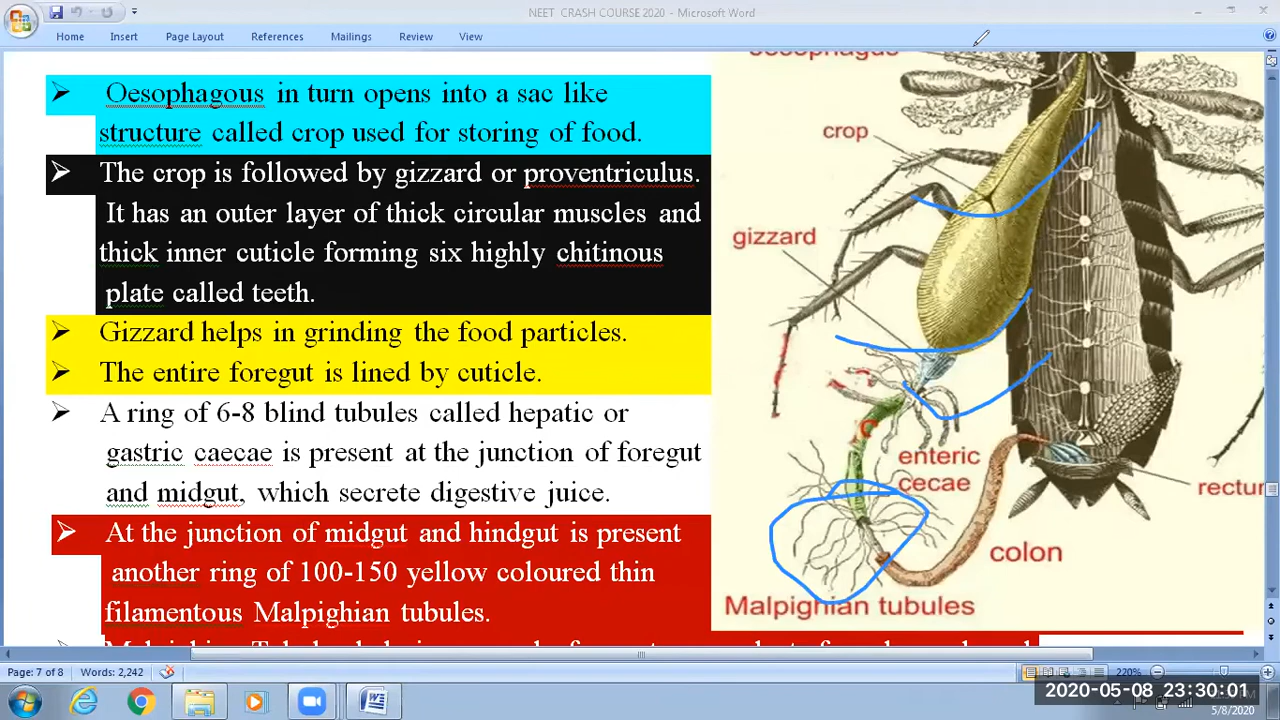 NEET CRASH COURSE 2020 - Microsoft Word
Home Insert Page Layout References Mailings Review View
Oesophagous in turn opens into a sac like
structure called crop used for storing of food.
The crop is followed by gizzard or proventriculus.
It has an outer layer of thick circular muscles and
thick inner cuticle forming six highly chitinous
plate called teeth.
Gizzard helps in grinding the food particles.
The entire foregut is lined by cuticle.
A ring of 6-8 blind tubules called hepatic or
gastric caecae is present at the junction of foregut
and midgut, which secrete digestive juice.
At the junction of midgut and hindgut is present
another ring of 100-150 yellow coloured thin
filamentous Malpighian tubules.
crop
gizzard
enteric
cecae
rectum
colon
Malpighian tubules
Page: 7 of 8 Words: 2,242 220%
2020-05-08 23:30:01
5/8/2020